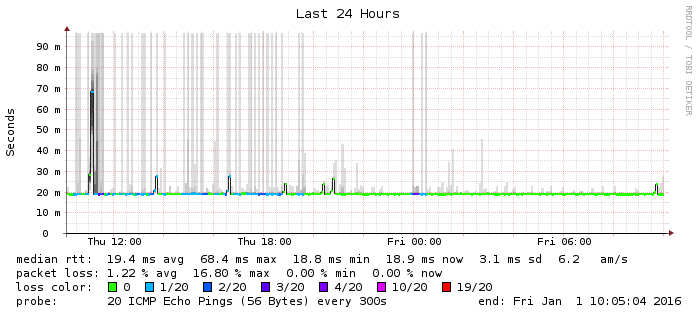 Last 24 Hours
RRDTOOL / TOBI OETIKER
Seconds
90 m
80 m
70 m
60 m
50 m
40 m
30 m
20 m
10 m
0
Thu 12:00 Thu 18:00 Fri 00:00 Fri 06:00
median rtt: 19.4 ms avg 68.4 ms max 18.8 ms min 18.9 ms now 3.1 ms sd 6.2 am/s
packet loss: 1.22 % avg 16.80 % max 0.00 % min 0.00 % now
loss color: 0 1/20 2/20 3/20 4/20 10/20 19/20
probe: 20 ICMP Echo Pings (56 Bytes) every 300s end: Fri Jan 1 10:05:04 2016